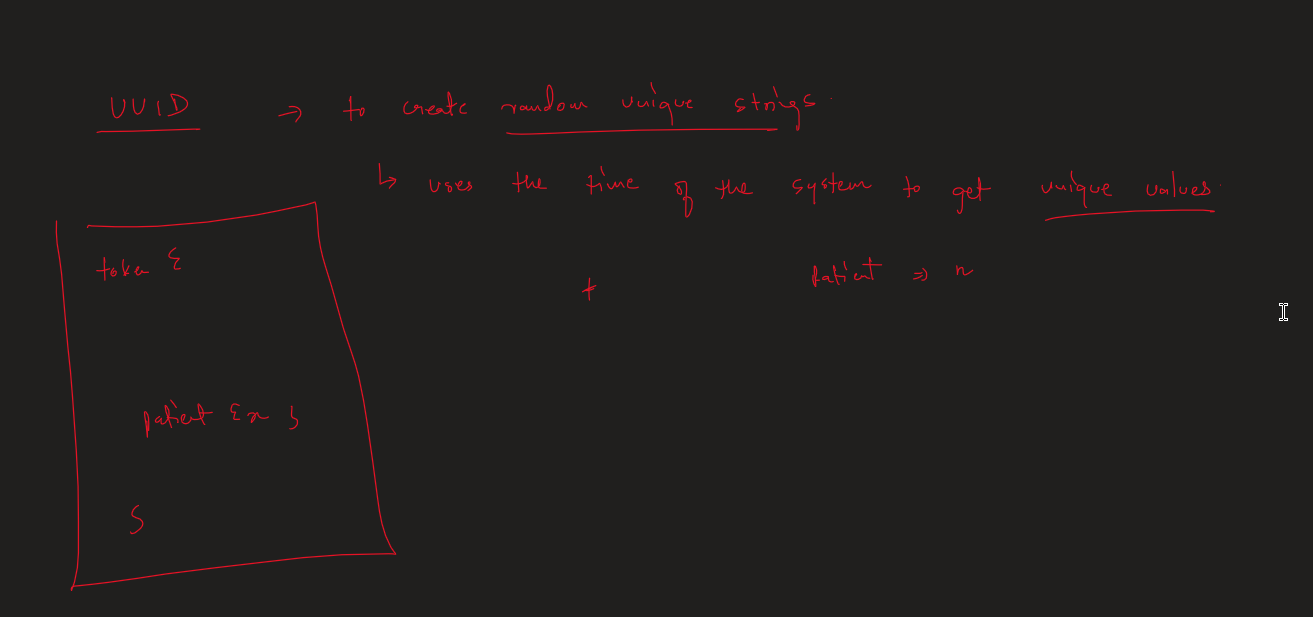 UUID → to create random unique strings.
↳ uses the time of the system to get unique values.
token {
patient ⇒ n
patient { n }
}